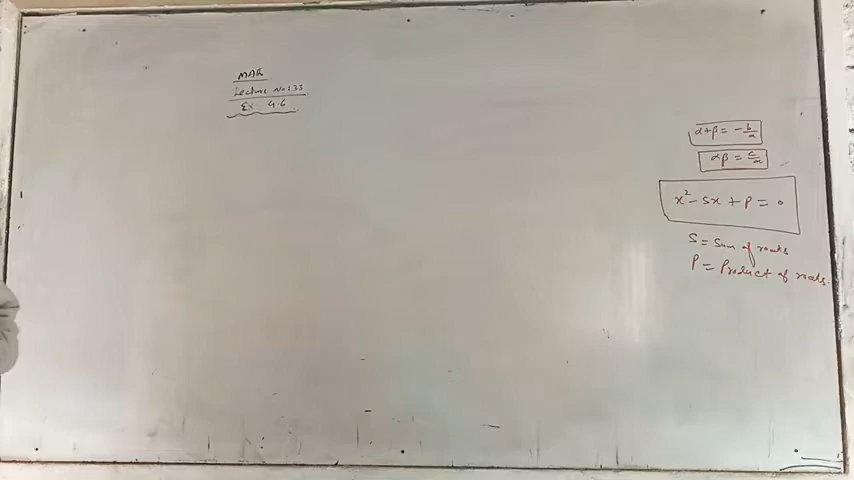 MAR
Lecture No:33
Ex 4.6
α+β = -b/a
αβ = c/a
x² - Sx + P = 0
S = Sum of roots
P = Product of roots.